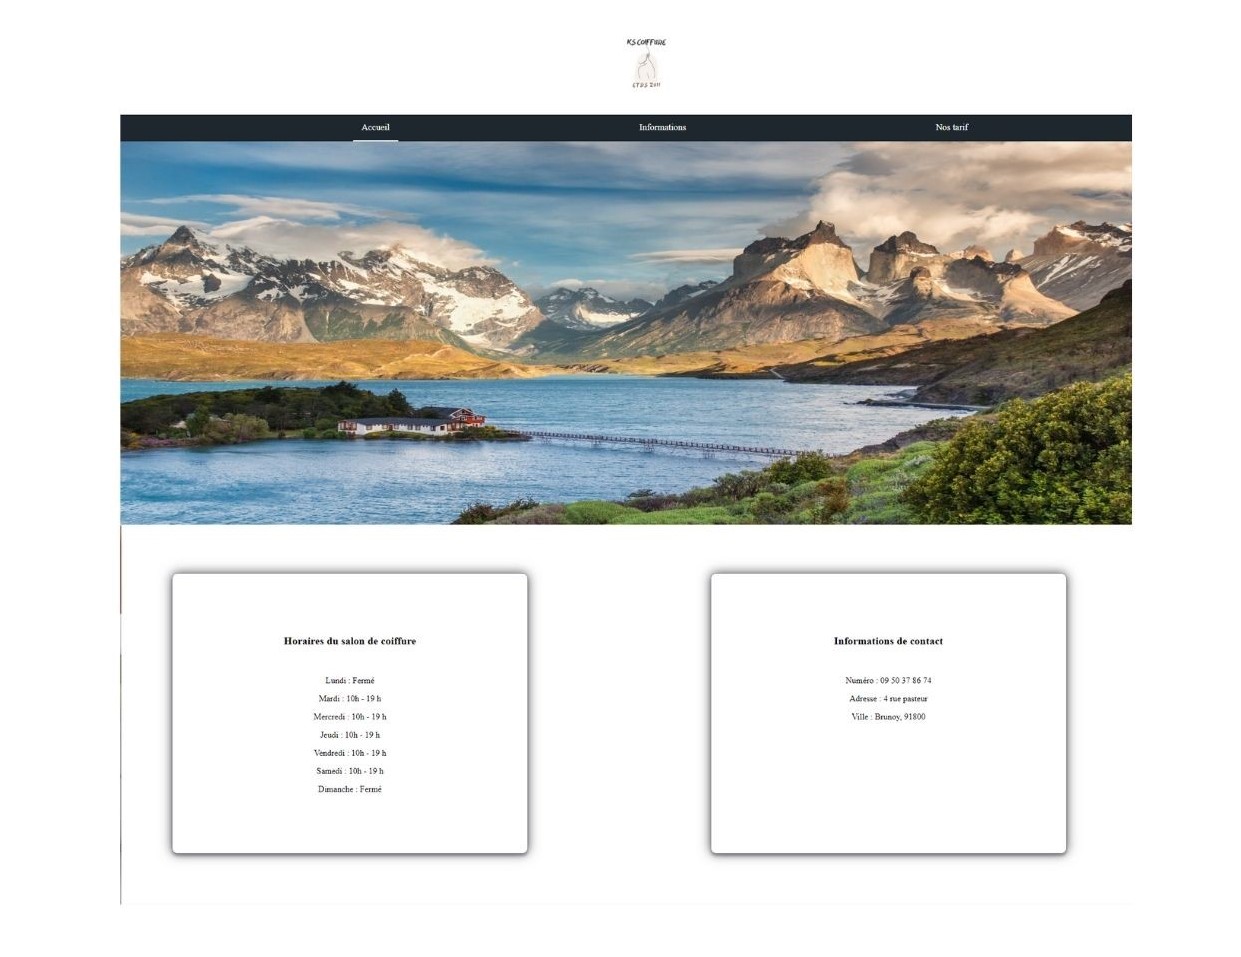 KS COIFFURE
Accueil
Informations
Nos tarif
Horaires du salon de coiffure
Lundi : Fermé
Mardi : 10h - 19 h
Mercredi : 10h - 19 h
Jeudi : 10h - 19 h
Vendredi : 10h - 19 h
Samedi : 10h - 19 h
Dimanche : Fermé
Informations de contact
Numéro : 09 50 37 86 74
Adresse : 4 rue pasteur
Ville : Brunoy, 91800